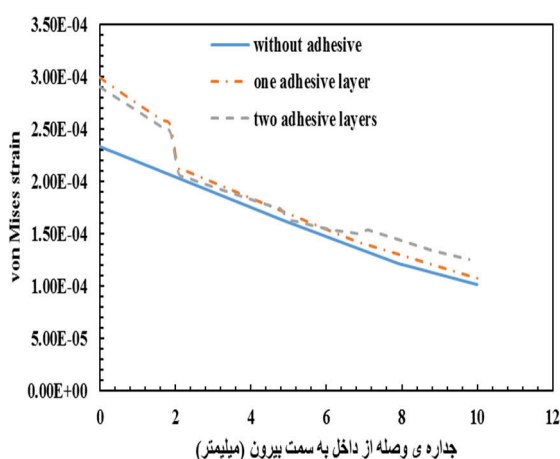 3.50E-04
3.00E-04
2.50E-04
2.00E-04
1.50E-04
1.00E-04
5.00E-05
0.00E+00
von Mises strain
without adhesive
one adhesive layer
two adhesive layers
0 2 4 6 8 10 12
جداره ی وصله از داخل به سمت بیرون (میلیمتر)